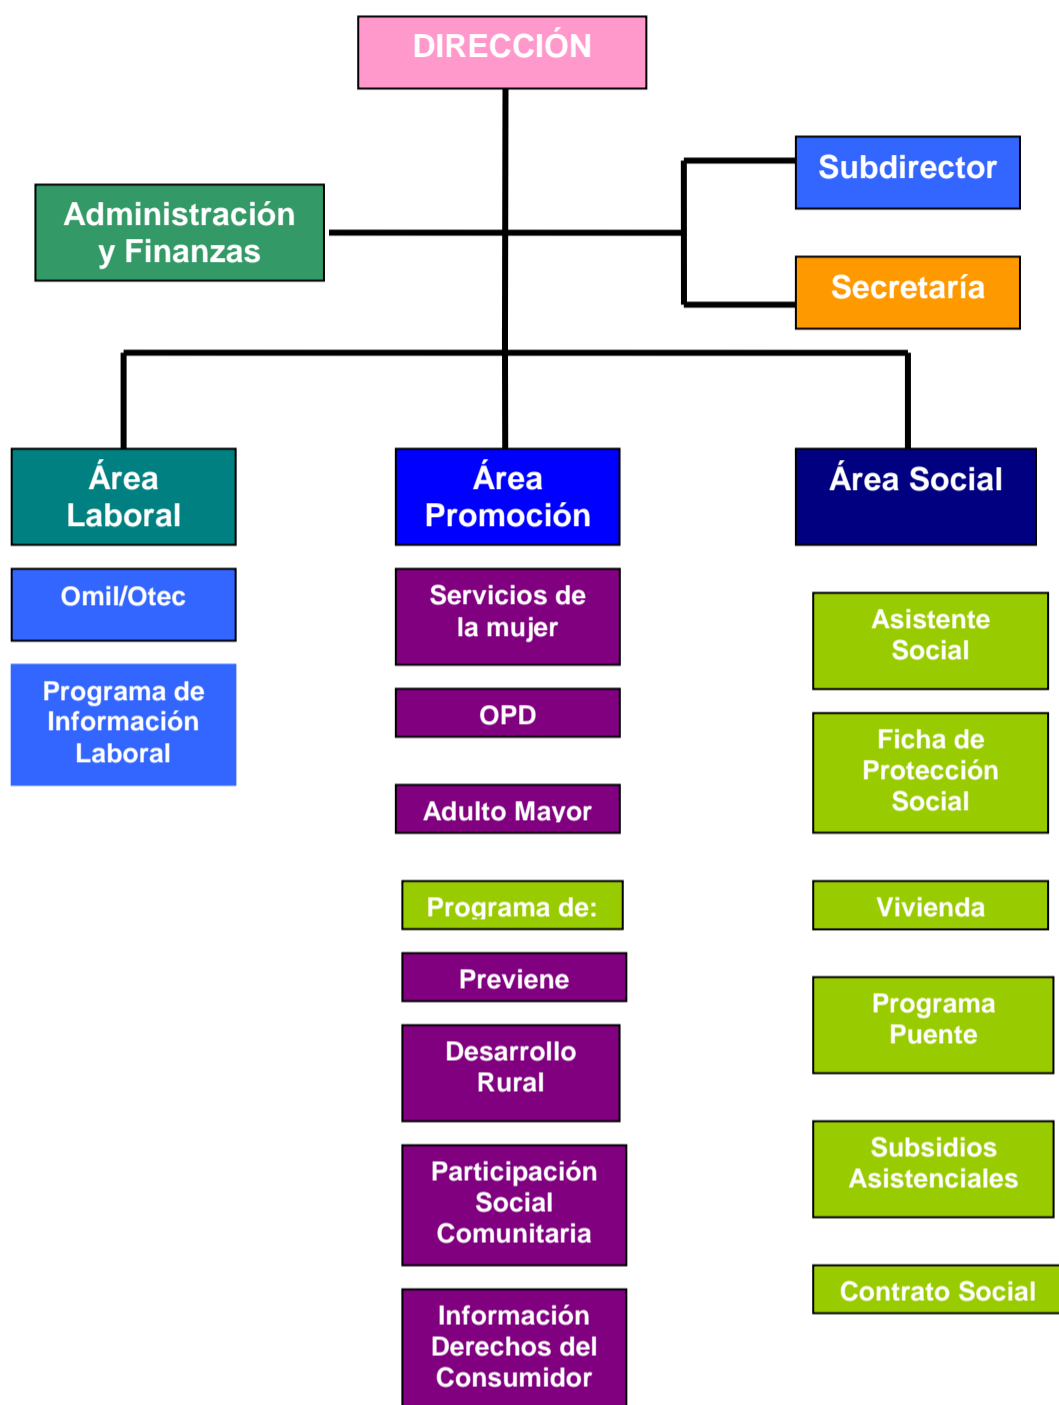 DIRECCIÓN
Subdirector
Administración
y Finanzas
Secretaría
Área
Laboral
Omil/Otec
Programa de
Información
Laboral
Área
Promoción
Servicios de
la mujer
OPD
Adulto Mayor
Programa de:
Previene
Desarrollo
Rural
Participación
Social
Comunitaria
Información
Derechos del
Consumidor
Área Social
Asistente
Social
Ficha de
Protección
Social
Vivienda
Programa
Puente
Subsidios
Asistenciales
Contrato Social